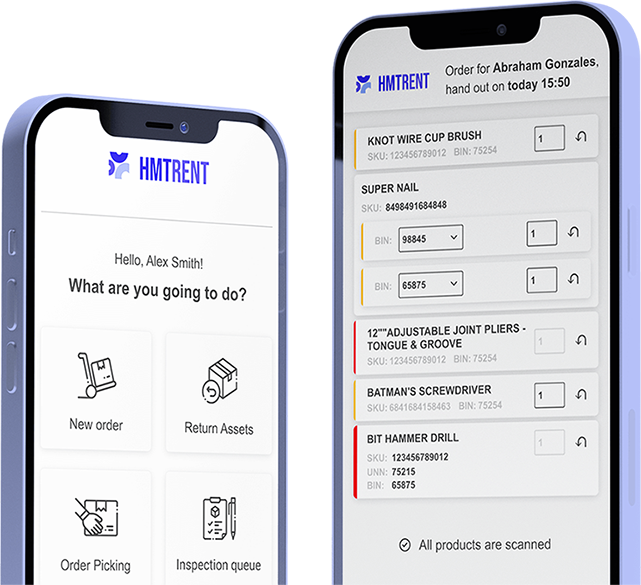 HMTRENT
Hello, Alex Smith!
What are you going to do?
New order
Return Assets
Order Picking
Inspection queue
HMTRENT
Order for Abraham Gonzales,
hand out on today 15:50
KNOT WIRE CUP BRUSH
1
SKU: 123456789012 BIN: 75254
SUPER NAIL
SKU: 8498491684848
BIN: 98845 1
BIN: 65875 1
12""ADJUSTABLE JOINT PLIERS -
TONGUE & GROOVE
1
SKU: 123456789012 BIN: 75254
BATMAN'S SCREWDRIVER
1
SKU: 6841684158463 BIN: 75254
BIT HAMMER DRILL
1
SKU: 123456789012
UNN: 75215
BIN: 65875
All products are scanned